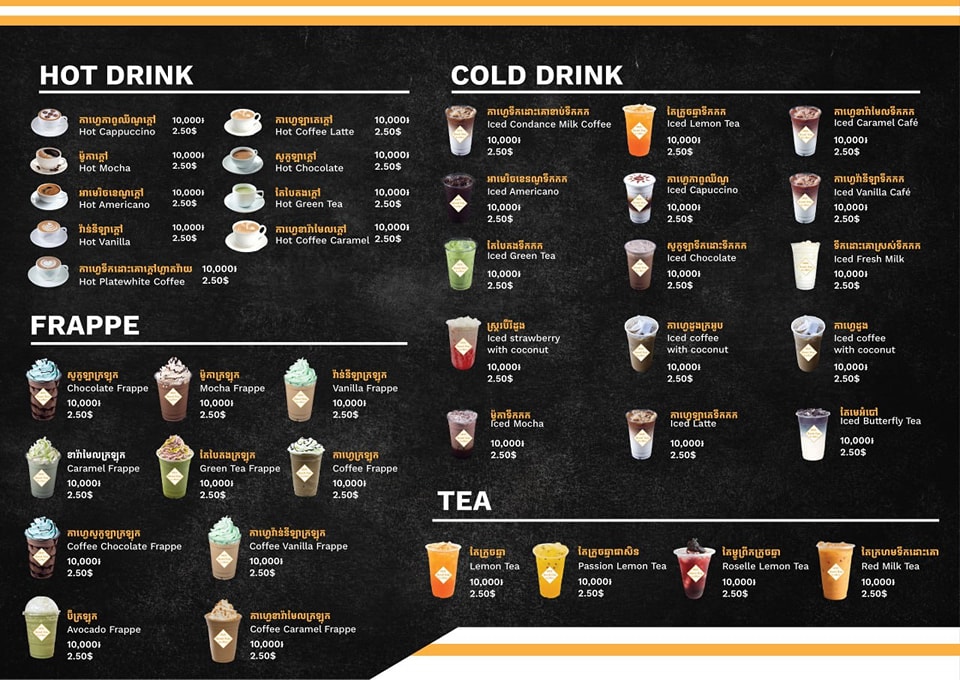 HOT DRINK
កាហ្វេកាពូឈីណូក្តៅ
Hot Cappuccino
10,000៛
2.50$
កាហ្វេឡាតេក្តៅ
Hot Coffee Latte
10,000៛
2.50$
ម៉ូកាក្តៅ
Hot Mocha
10,000៛
2.50$
សូកូឡាក្តៅ
Hot Chocolate
10,000៛
2.50$
អាមេរិចខេណូក្តៅ
Hot Americano
10,000៛
2.50$
តែបៃតងក្តៅ
Hot Green Tea
10,000៛
2.50$
វ៉ាន់នីឡាក្តៅ
Hot Vanilla
10,000៛
2.50$
កាហ្វេខារ៉ាមែលក្តៅ
Hot Coffee Caramel
10,000៛
2.50$
កាហ្វេទឹកដោះគោក្តៅហ្វ្លាតវ៉ាយ
Hot Platewhite Coffee
10,000៛
2.50$
FRAPPE
សូកូឡាក្រឡុក
Chocolate Frappe
10,000៛
2.50$
ម៉ូកាក្រឡុក
Mocha Frappe
10,000៛
2.50$
វ៉ាន់នីឡាក្រឡុក
Vanilla Frappe
10,000៛
2.50$
ខារ៉ាមែលក្រឡុក
Caramel Frappe
10,000៛
2.50$
តែបៃតងក្រឡុក
Green Tea Frappe
10,000៛
2.50$
កាហ្វេក្រឡុក
Coffee Frappe
10,000៛
2.50$
កាហ្វេសូកូឡាក្រឡុក
Coffee Chocolate Frappe
10,000៛
2.50$
កាហ្វេវ៉ាន់នីឡាក្រឡុក
Coffee Vanilla Frappe
10,000៛
2.50$
ប៊ឺក្រឡុក
Avocado Frappe
10,000៛
2.50$
កាហ្វេខារ៉ាមែលក្រឡុក
Coffee Caramel Frappe
10,000៛
2.50$
COLD DRINK
កាហ្វេទឹកដោះគោខាប់ទឹកកក
Iced Condance Milk Coffee
10,000៛
2.50$
តែក្រូចឆ្មាទឹកកក
Iced Lemon Tea
10,000៛
2.50$
កាហ្វេខារ៉ាមែលទឹកកក
Iced Caramel Café
10,000៛
2.50$
អាមេរិចខេនណូទឹកកក
Iced Americano
10,000៛
2.50$
កាហ្វេកាពូឈីណូ
Iced Capuccino
10,000៛
2.50$
កាហ្វេវ៉ានីឡាទឹកកក
Iced Vanilla Café
10,000៛
2.50$
តែបៃតងទឹកកក
Iced Green Tea
10,000៛
2.50$
សូកូឡាទឹកដោះទឹកកក
Iced Chocolate
10,000៛
2.50$
ទឹកដោះគោស្រស់ទឹកកក
Iced Fresh Milk
10,000៛
2.50$
ស្ត្របឺរីដូង
Iced strawberry
with coconut
10,000៛
2.50$
កាហ្វេដូងក្រអូប
Iced coffee
with coconut
10,000៛
2.50$
កាហ្វេដូង
Iced coffee
with coconut
10,000៛
2.50$
ម៉ូកាទឹកកក
Iced Mocha
10,000៛
2.50$
កាហ្វេឡាតេទឹកកក
Iced Latte
10,000៛
2.50$
តែមេអំបៅ
Iced Butterfly Tea
10,000៛
2.50$
TEA
តែក្រូចឆ្មា
Lemon Tea
10,000៛
2.50$
តែក្រូចឆ្មាផាសិន
Passion Lemon Tea
10,000៛
2.50$
តែម្ជូរព្រឹកក្រូចឆ្មា
Roselle Lemon Tea
10,000៛
2.50$
តែក្រហមទឹកដោះគោ
Red Milk Tea
10,000៛
2.50$